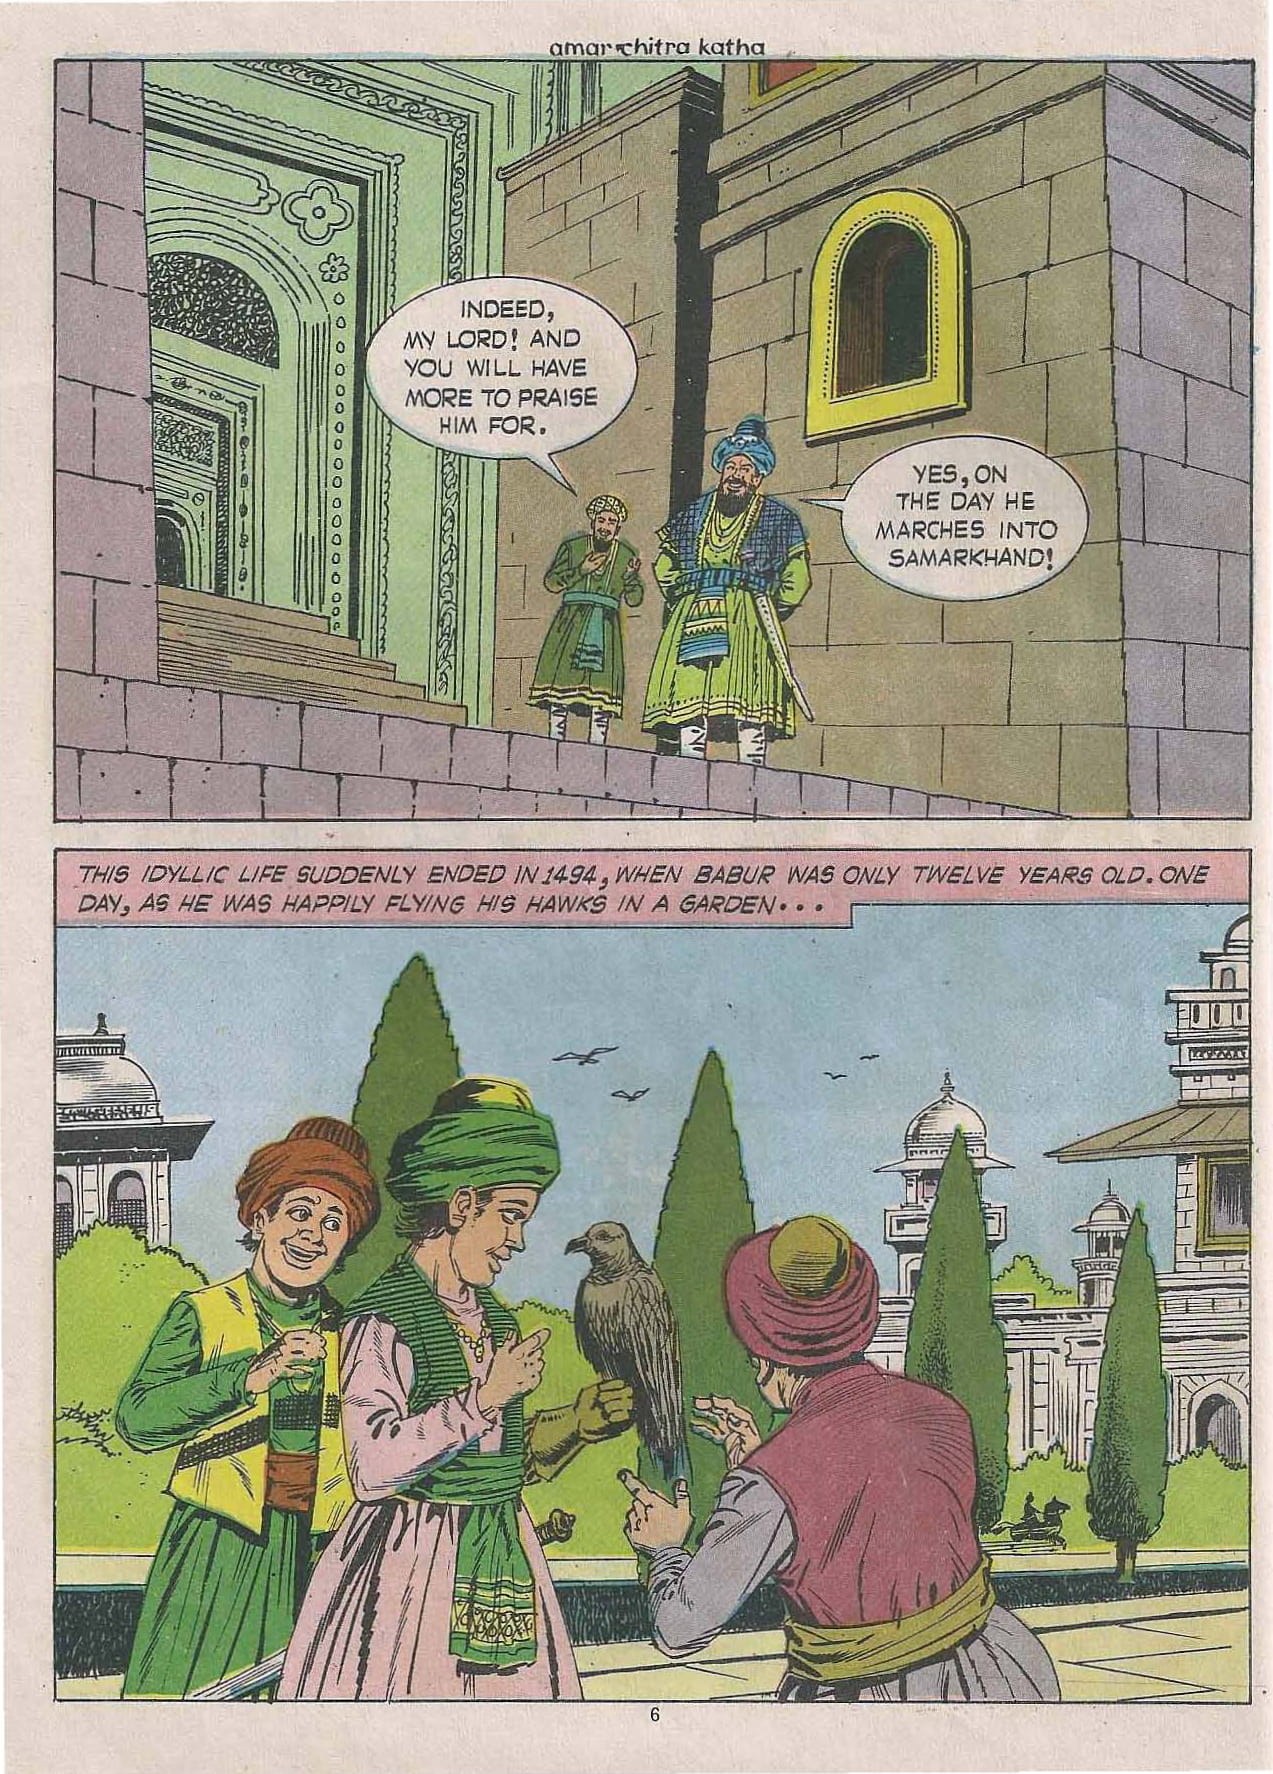 amar chitra katha
INDEED,
MY LORD! AND
YOU WILL HAVE
MORE TO PRAISE
HIM FOR.
YES, ON
THE DAY HE
MARCHES INTO
SAMARKHAND!
THIS IDYLLIC LIFE SUDDENLY ENDED IN 1494, WHEN BABUR WAS ONLY TWELVE YEARS OLD. ONE
DAY, AS HE WAS HAPPILY FLYING HIS HAWKS IN A GARDEN...
6